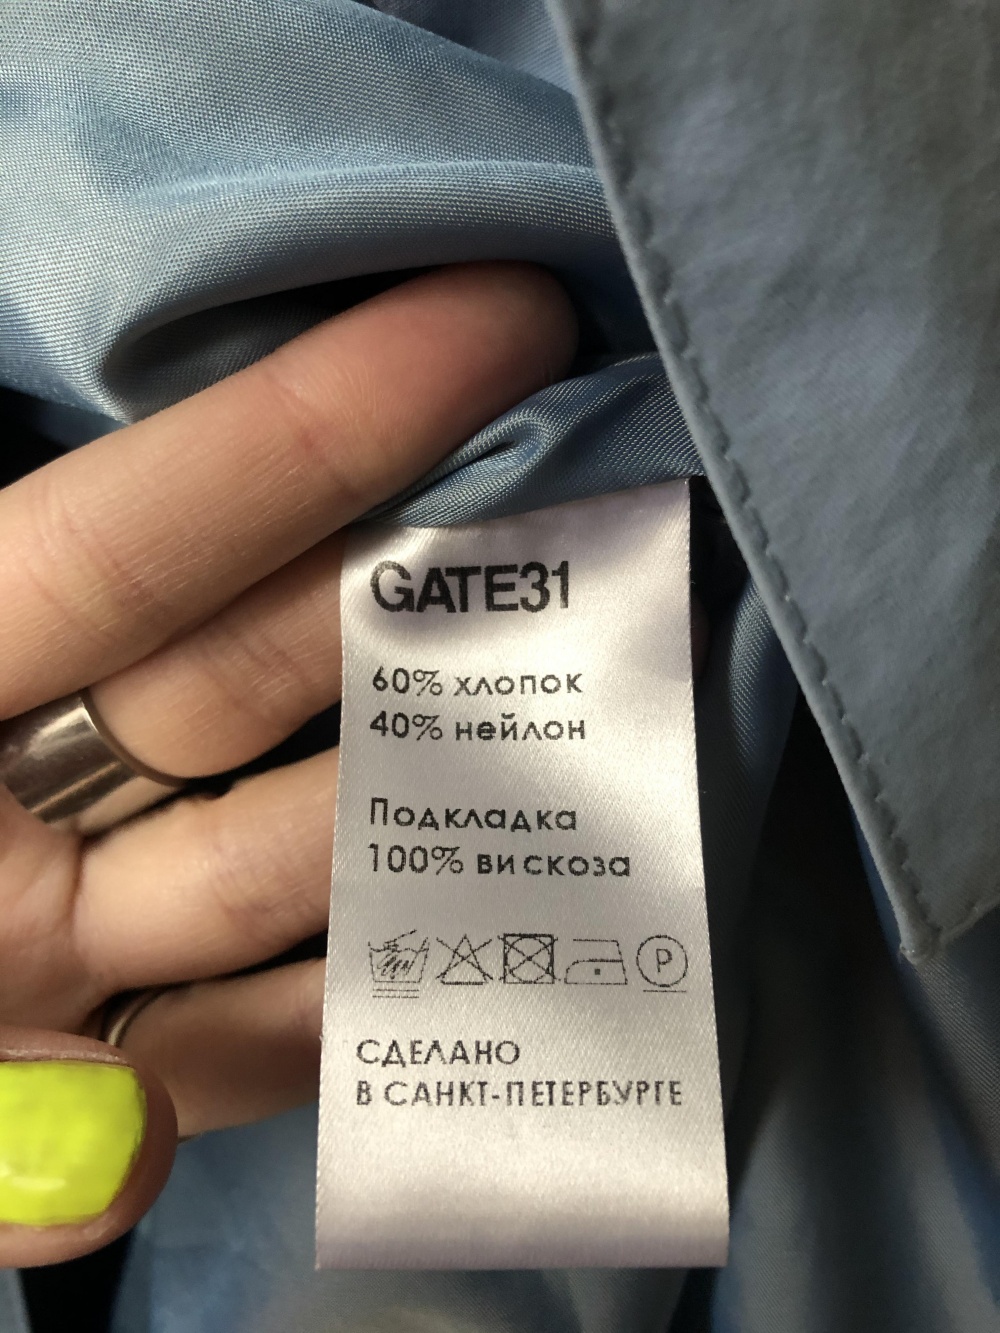 GATE31
60% хлопок
40% нейлон
Подкладка
100% вискоза
P
СДЕЛАНО
В САНКТ-ПЕТЕРБУРГЕ